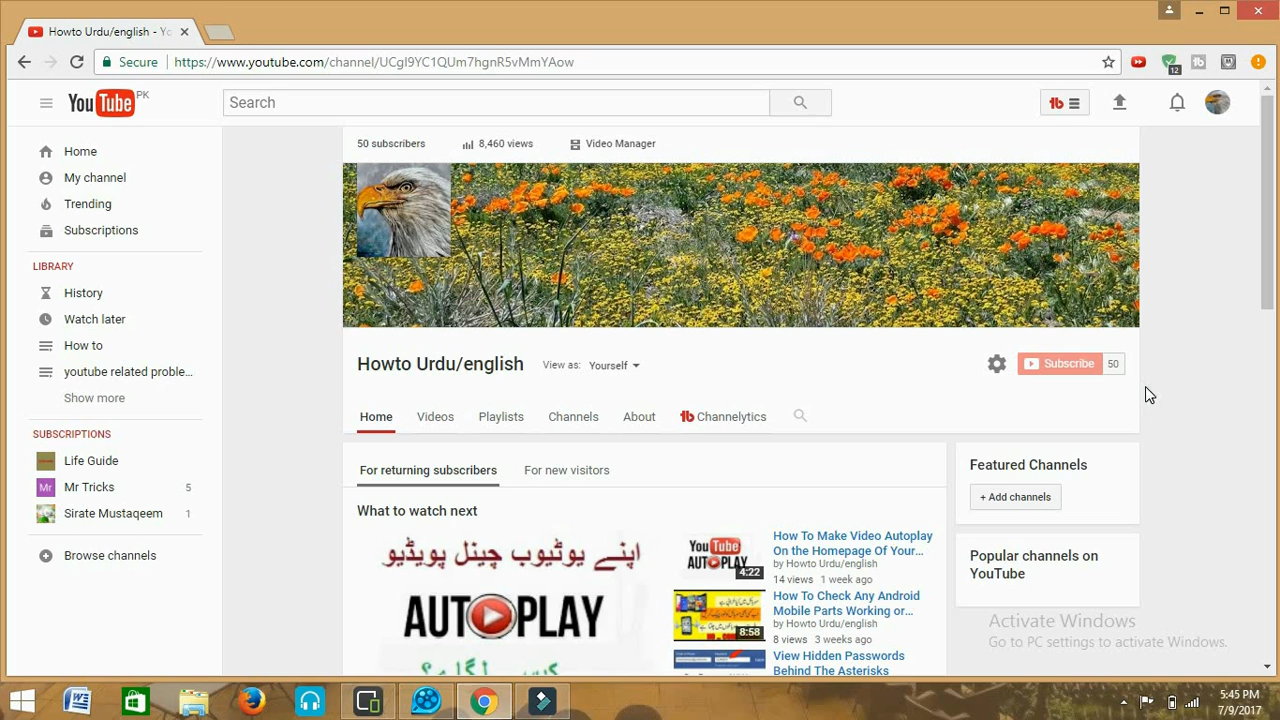 Howto Urdu/english - Yo
Secure
https://www.youtube.com/channel/UCgI9YC1QUm7hgnR5vMmYAow
12
YouTube PK
Search
50 subscribers
8,460 views
Video Manager
Home
My channel
Trending
Subscriptions
LIBRARY
History
Watch later
How to
youtube related proble...
Show more
SUBSCRIPTIONS
Life Guide
Mr
Mr Tricks 5
Sirate Mustaqeem 1
Browse channels
Howto Urdu/english
View as: Yourself
Subscribe 50
Home
Videos
Playlists
Channels
About
tb Channelytics
For returning subscribers
For new visitors
What to watch next
اپنے یوٹیوب چینل پویڈیو
AUTOPLAY
YouTube
AUTOPLAY
4:22
How To Make Video Autoplay
On the Homepage Of Your...
by Howto Urdu/english
14 views 1 week ago
8:58
How To Check Any Android
Mobile Parts Working or...
by Howto Urdu/english
8 views 3 weeks ago
View Hidden Passwords
Behind The Asterisks
Featured Channels
+ Add channels
Popular channels on
YouTube
Activate Windows
Go to PC settings to activate Windows.
5:45 PM
7/9/2017